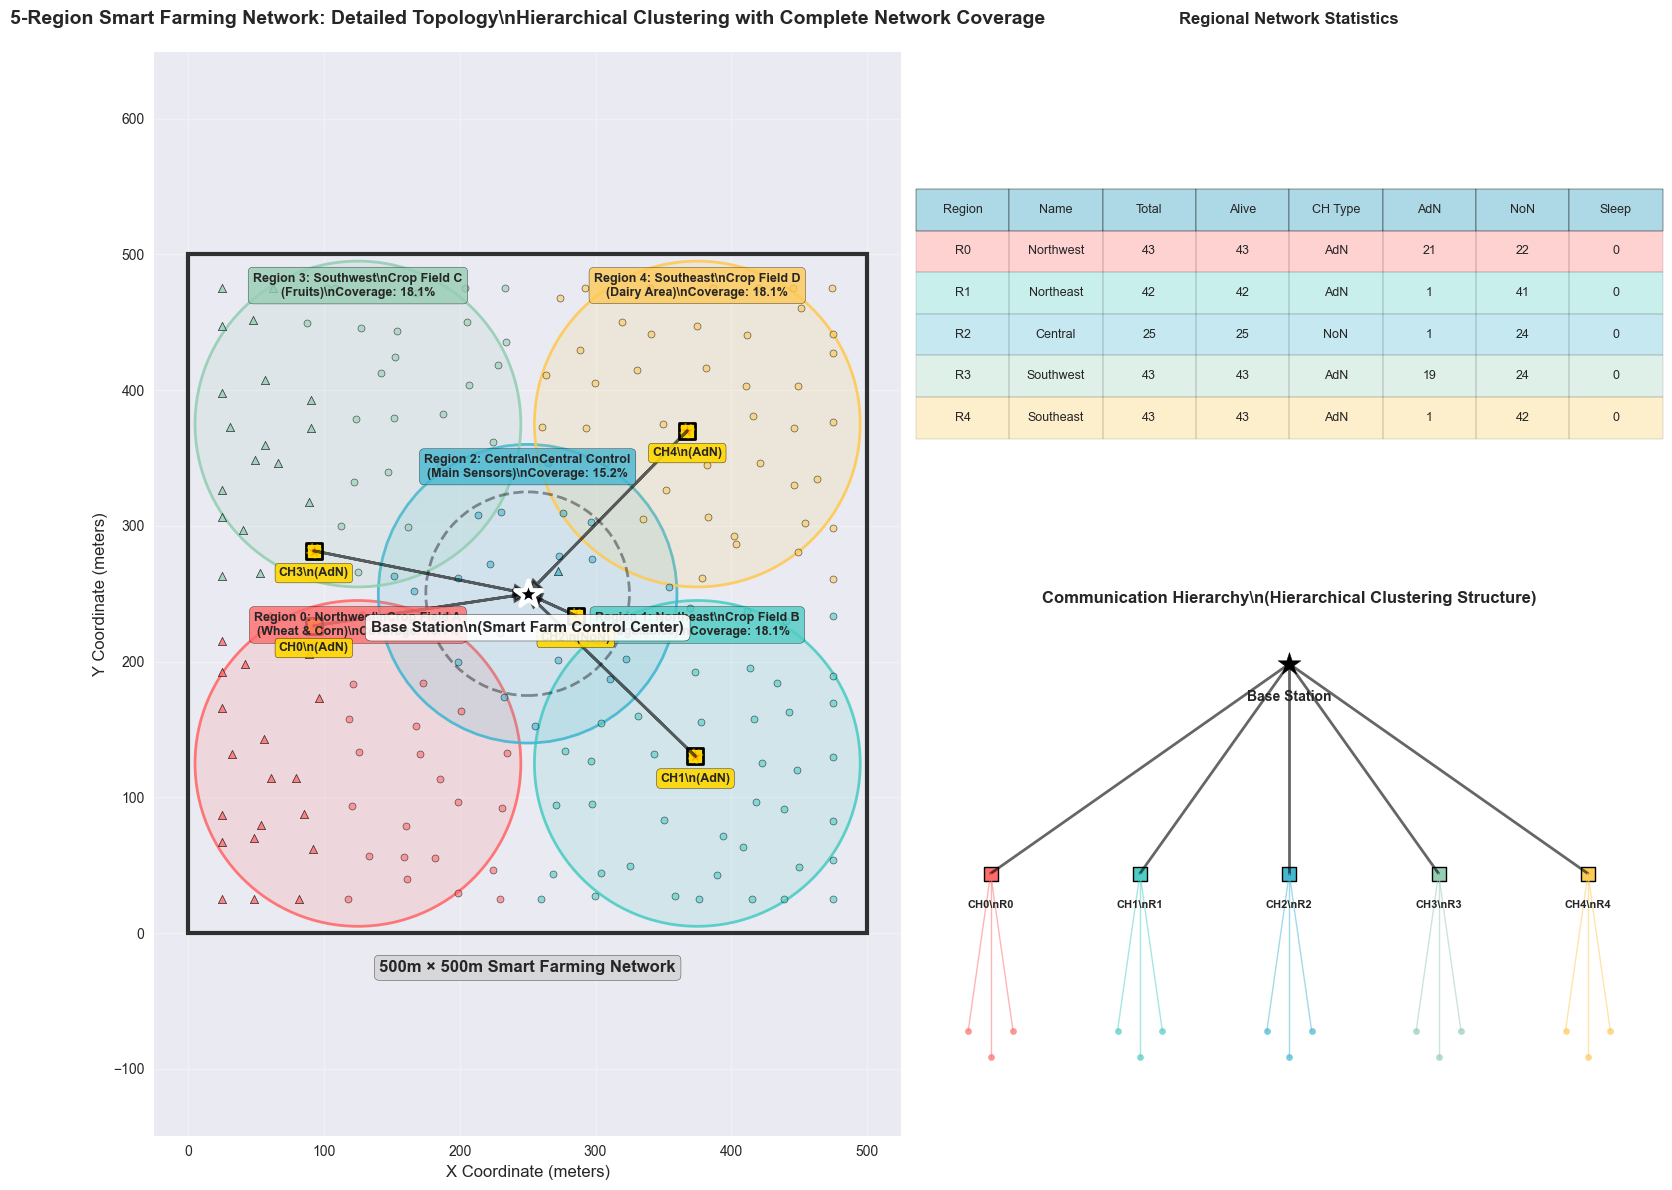 5-Region Smart Farming Network: Detailed Topology\nHierarchical Clustering with Complete Network Coverage
600
500
400
300
200
100
0
−100
Y Coordinate (meters)
Region 3: Southwest\nCrop Field C
(Fruits)\nCoverage: 18.1%
Region 4: Southeast\nCrop Field D
(Dairy Area)\nCoverage: 18.1%
CH4\n(AdN)
Region 2: Central\nCentral Control
(Main Sensors)\nCoverage: 15.2%
CH3\n(AdN)
Region 0: Northwest\nCrop Field A
(Wheat & Corn)\n
CH0\n(AdN)
Base Station\n(Smart Farm Control Center)
Region 1: Northeast\nCrop Field B
Coverage: 18.1%
CH1\n(AdN)
500m × 500m Smart Farming Network
0 100 200 300 400 500
X Coordinate (meters)
Regional Network Statistics
Region Name Total Alive CH Type AdN NoN Sleep
R0 Northwest 43 43 AdN 21 22 0
R1 Northeast 42 42 AdN 1 41 0
R2 Central 25 25 NoN 1 24 0
R3 Southwest 43 43 AdN 19 24 0
R4 Southeast 43 43 AdN 1 42 0
Communication Hierarchy\n(Hierarchical Clustering Structure)
Base Station
CH0\nR0 CH1\nR1 CH2\nR2 CH3\nR3 CH4\nR4